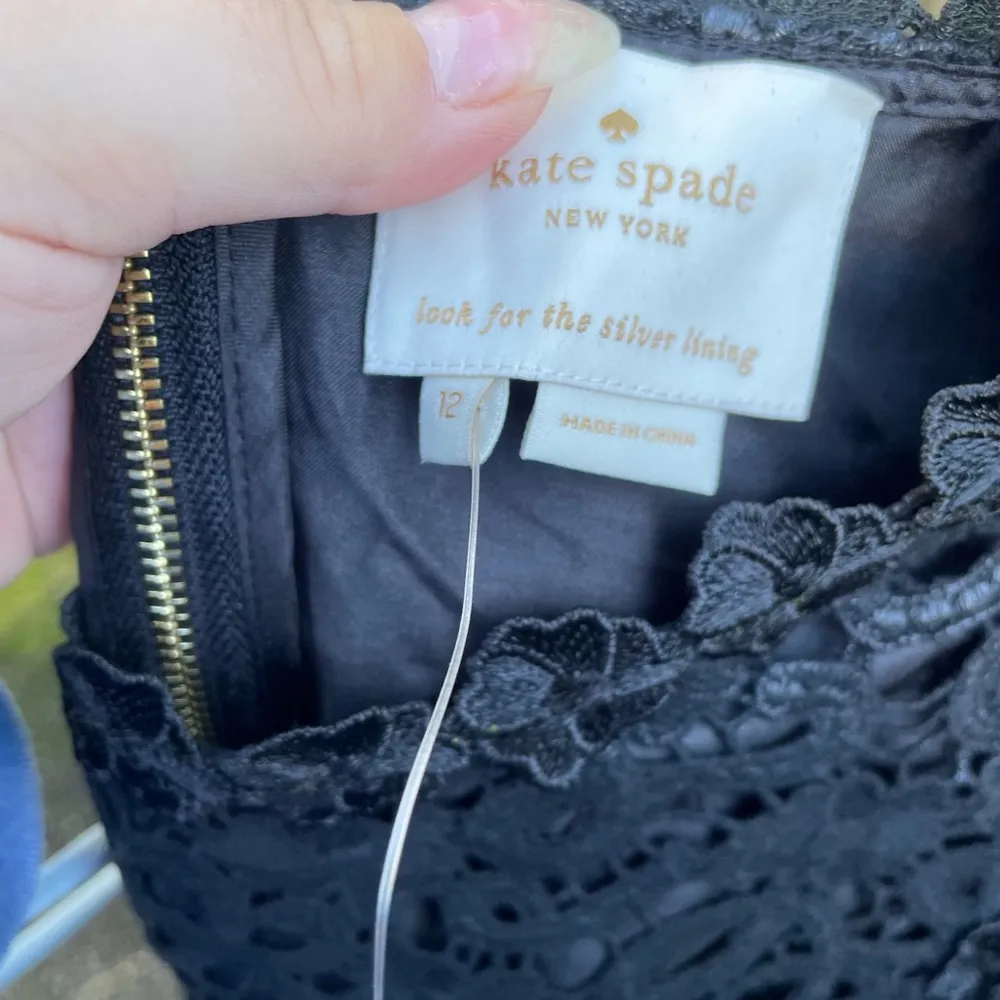 kate spade
NEW YORK
look for the silver lining
12
MADE IN CHINA